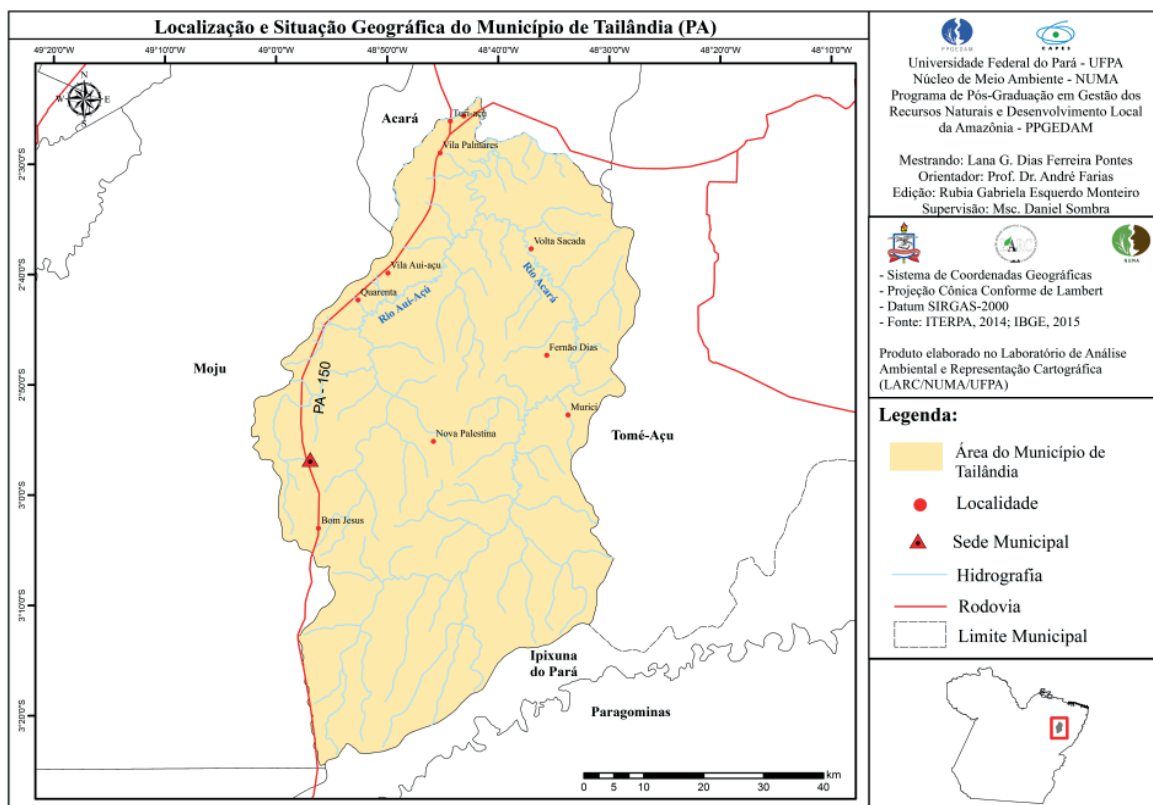 Localização e Situação Geográfica do Município de Tailândia (PA)
49°20'0"W 49°10'0"W 49°0'0"W 48°50'0"W 48°40'0"W 48°30'0"W 48°20'0"W 48°10'0"W
N
W E
S
2°30'0"S
2°40'0"S
2°50'0"S
3°0'0"S
3°10'0"S
3°20'0"S
Acará
Vila Palmares
Volta Sacada
Vila Auí-açu
Quarenta
Rio Auí-Açú
Rio Acará
Fernão Dias
Moju
PA - 150
Murici
Nova Palestina
Tomé-Açu
Bom Jesus
Ipixuna
do Pará
Paragominas
km
0 5 10 20 30 40
PPGEDAM
CAPES
Universidade Federal do Pará - UFPA
Núcleo de Meio Ambiente - NUMA
Programa de Pós-Graduação em Gestão dos
Recursos Naturais e Desenvolvimento Local
da Amazônia - PPGEDAM
Mestrando: Lana G. Dias Ferreira Pontes
Orientador: Prof. Dr. André Farias
Edição: Rubia Gabriela Esquerdo Monteiro
Supervisão: Msc. Daniel Sombra
NUMA
- Sistema de Coordenadas Geográficas
- Projeção Cônica Conforme de Lambert
- Datum SIRGAS-2000
- Fonte: ITERPA, 2014; IBGE, 2015
Produto elaborado no Laboratório de Análise
Ambiental e Representação Cartográfica
(LARC/NUMA/UFPA)
Legenda:
Área do Município de
Tailândia
Localidade
Sede Municipal
Hidrografia
Rodovia
Limite Municipal